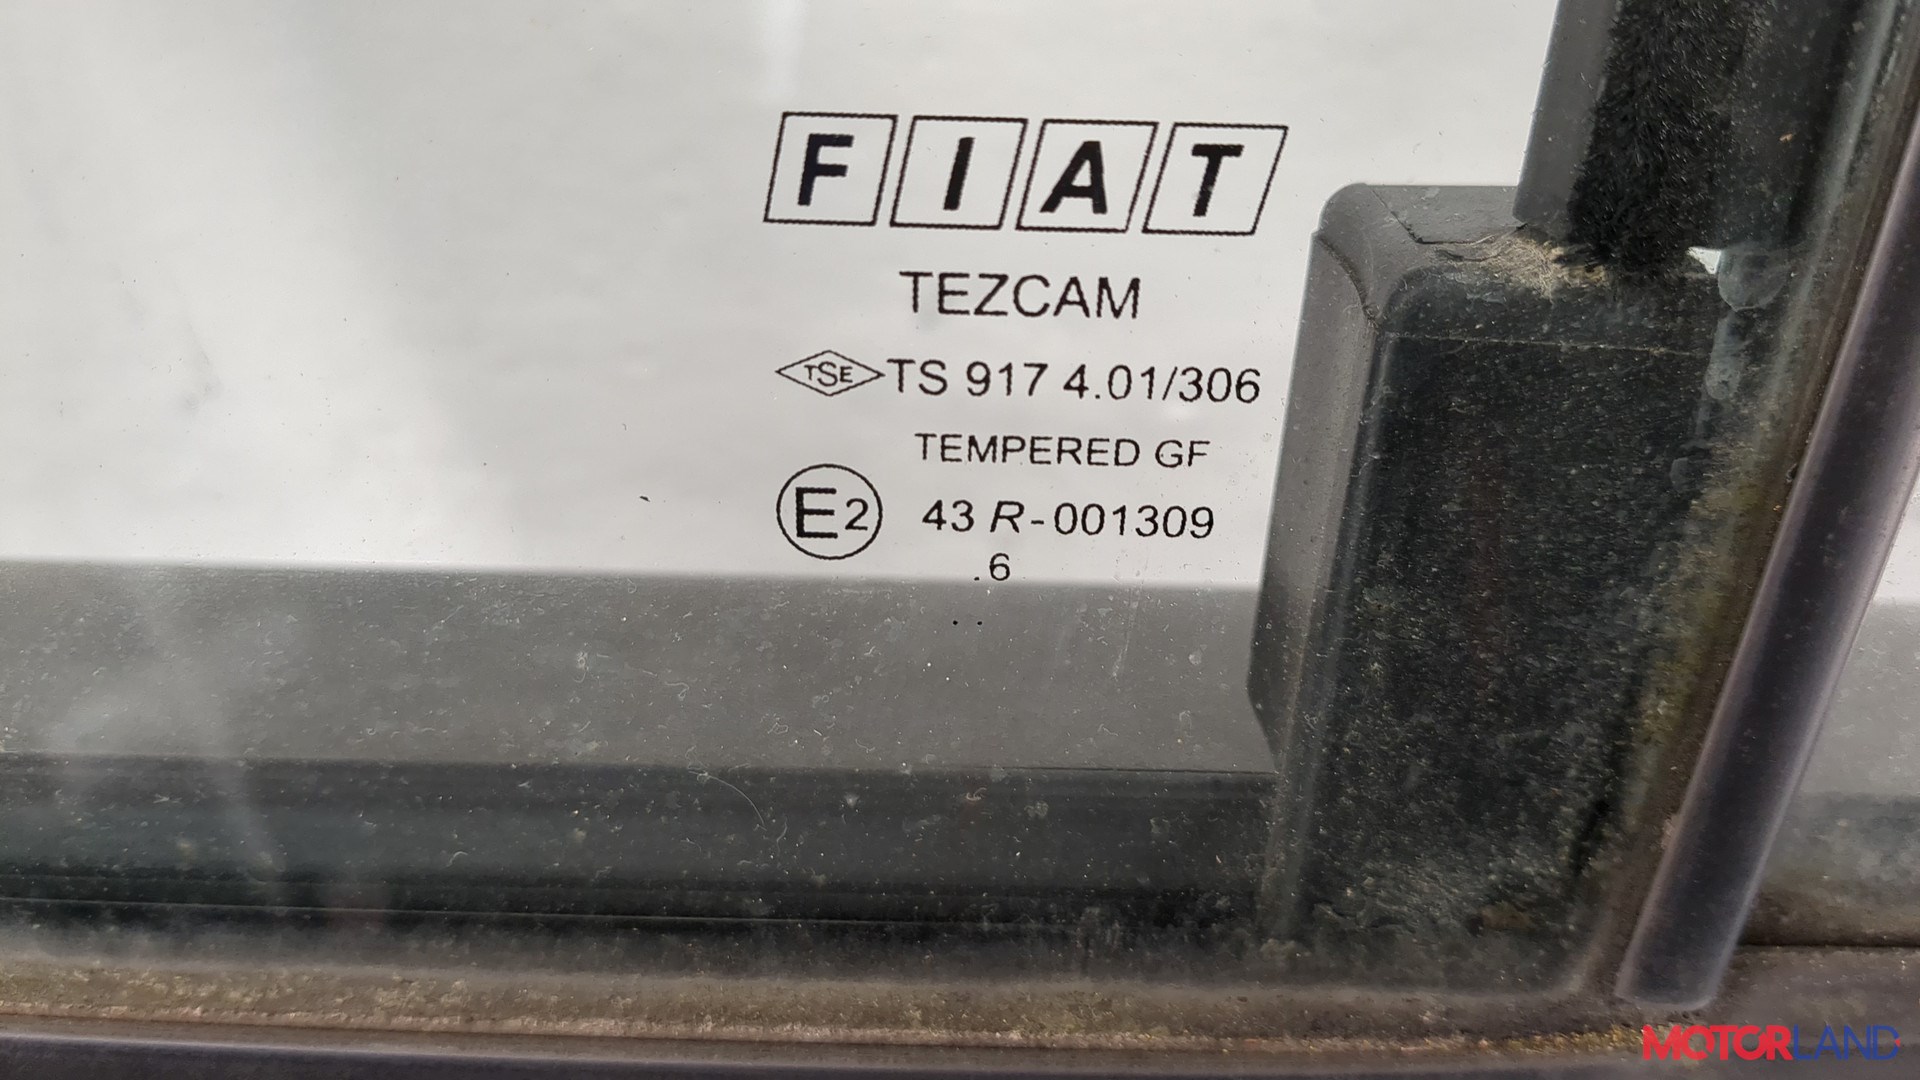 FIAT
TEZCAM
TSE TS 917 4.01/306
TEMPERED GF
E2 43 R-001309
.6
..
MOTORLAND